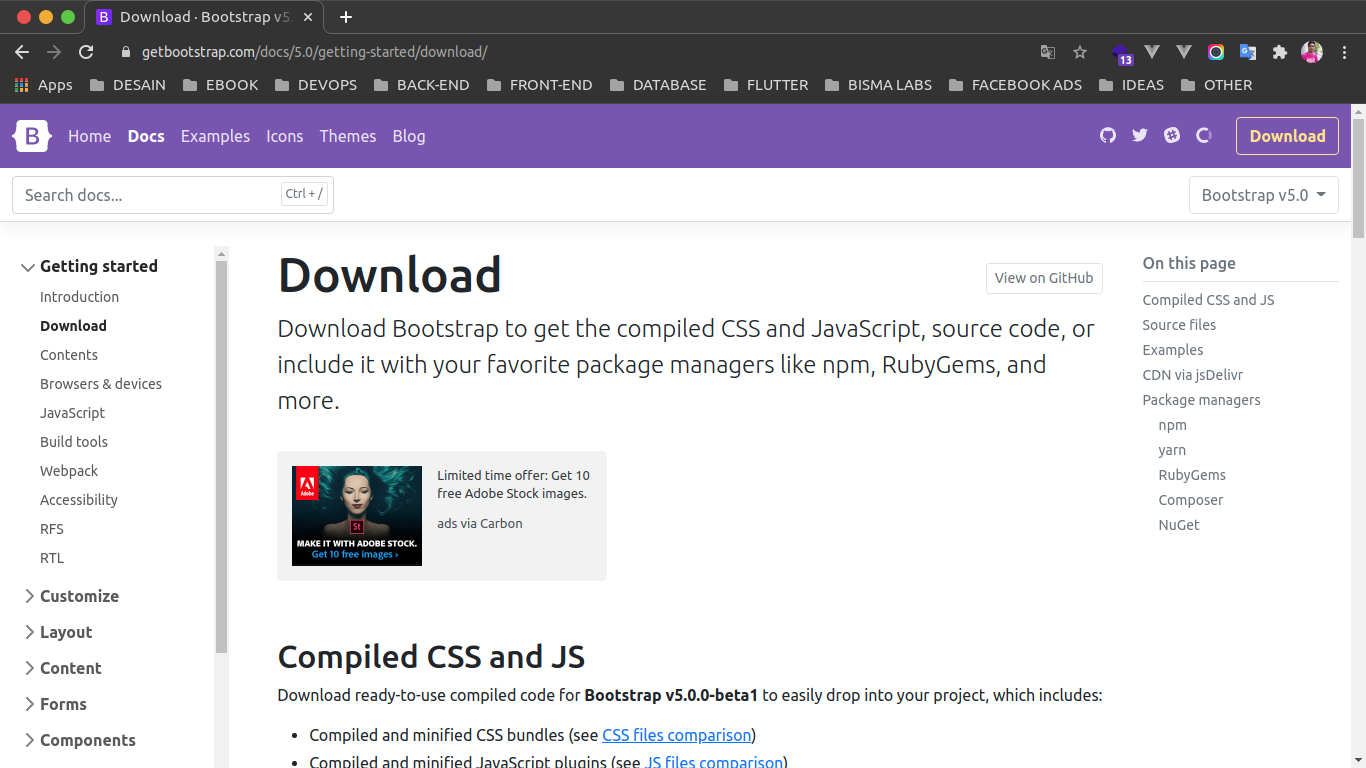 Download · Bootstrap v5.
getbootstrap.com/docs/5.0/getting-started/download/
13
Apps DESAIN EBOOK DEVOPS BACK-END FRONT-END DATABASE FLUTTER BISMA LABS FACEBOOK ADS IDEAS OTHER
B Home Docs Examples Icons Themes Blog Download
Search docs... Ctrl + / Bootstrap v5.0
Getting started
Introduction
Download
Contents
Browsers & devices
JavaScript
Build tools
Webpack
Accessibility
RFS
RTL
Customize
Layout
Content
Forms
Components
Download
View on GitHub
Download Bootstrap to get the compiled CSS and JavaScript, source code, or
include it with your favorite package managers like npm, RubyGems, and
more.
Adobe
St
MAKE IT WITH ADOBE STOCK.
Get 10 free images ›
Limited time offer: Get 10
free Adobe Stock images.
ads via Carbon
Compiled CSS and JS
Download ready-to-use compiled code for Bootstrap v5.0.0-beta1 to easily drop into your project, which includes:
• Compiled and minified CSS bundles (see CSS files comparison)
• Compiled and minified JavaScript plugins (see JS files comparison)
On this page
Compiled CSS and JS
Source files
Examples
CDN via jsDelivr
Package managers
npm
yarn
RubyGems
Composer
NuGet